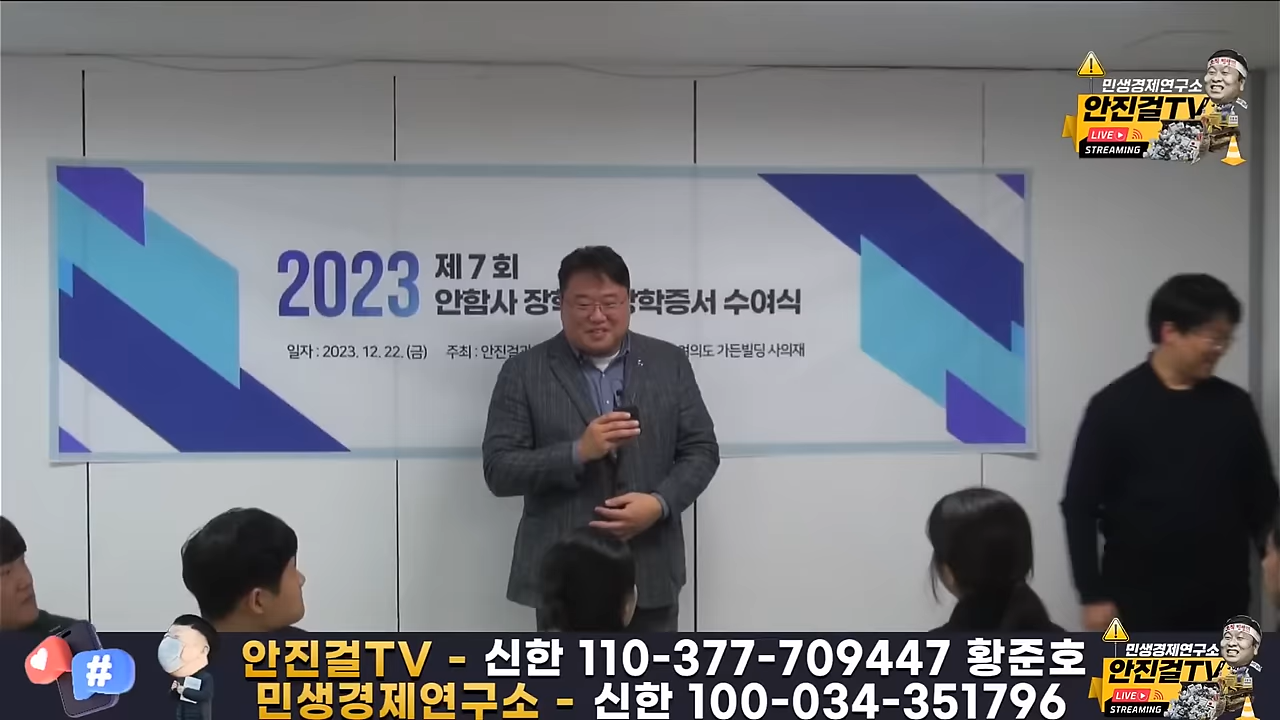 민생경제연구소
안진걸TV
LIVE
STREAMING
2023 제7회
안함사 장학 장학증서 수여식
일자 : 2023. 12. 22.(금) 주최 : 안진걸 여의도 가든빌딩 사의재
#
안진걸TV - 신한 110-377-709447 황준호
민생경제연구소 - 신한 100-034-351796
민생경제연구소
안진걸TV
LIVE
STREAMING